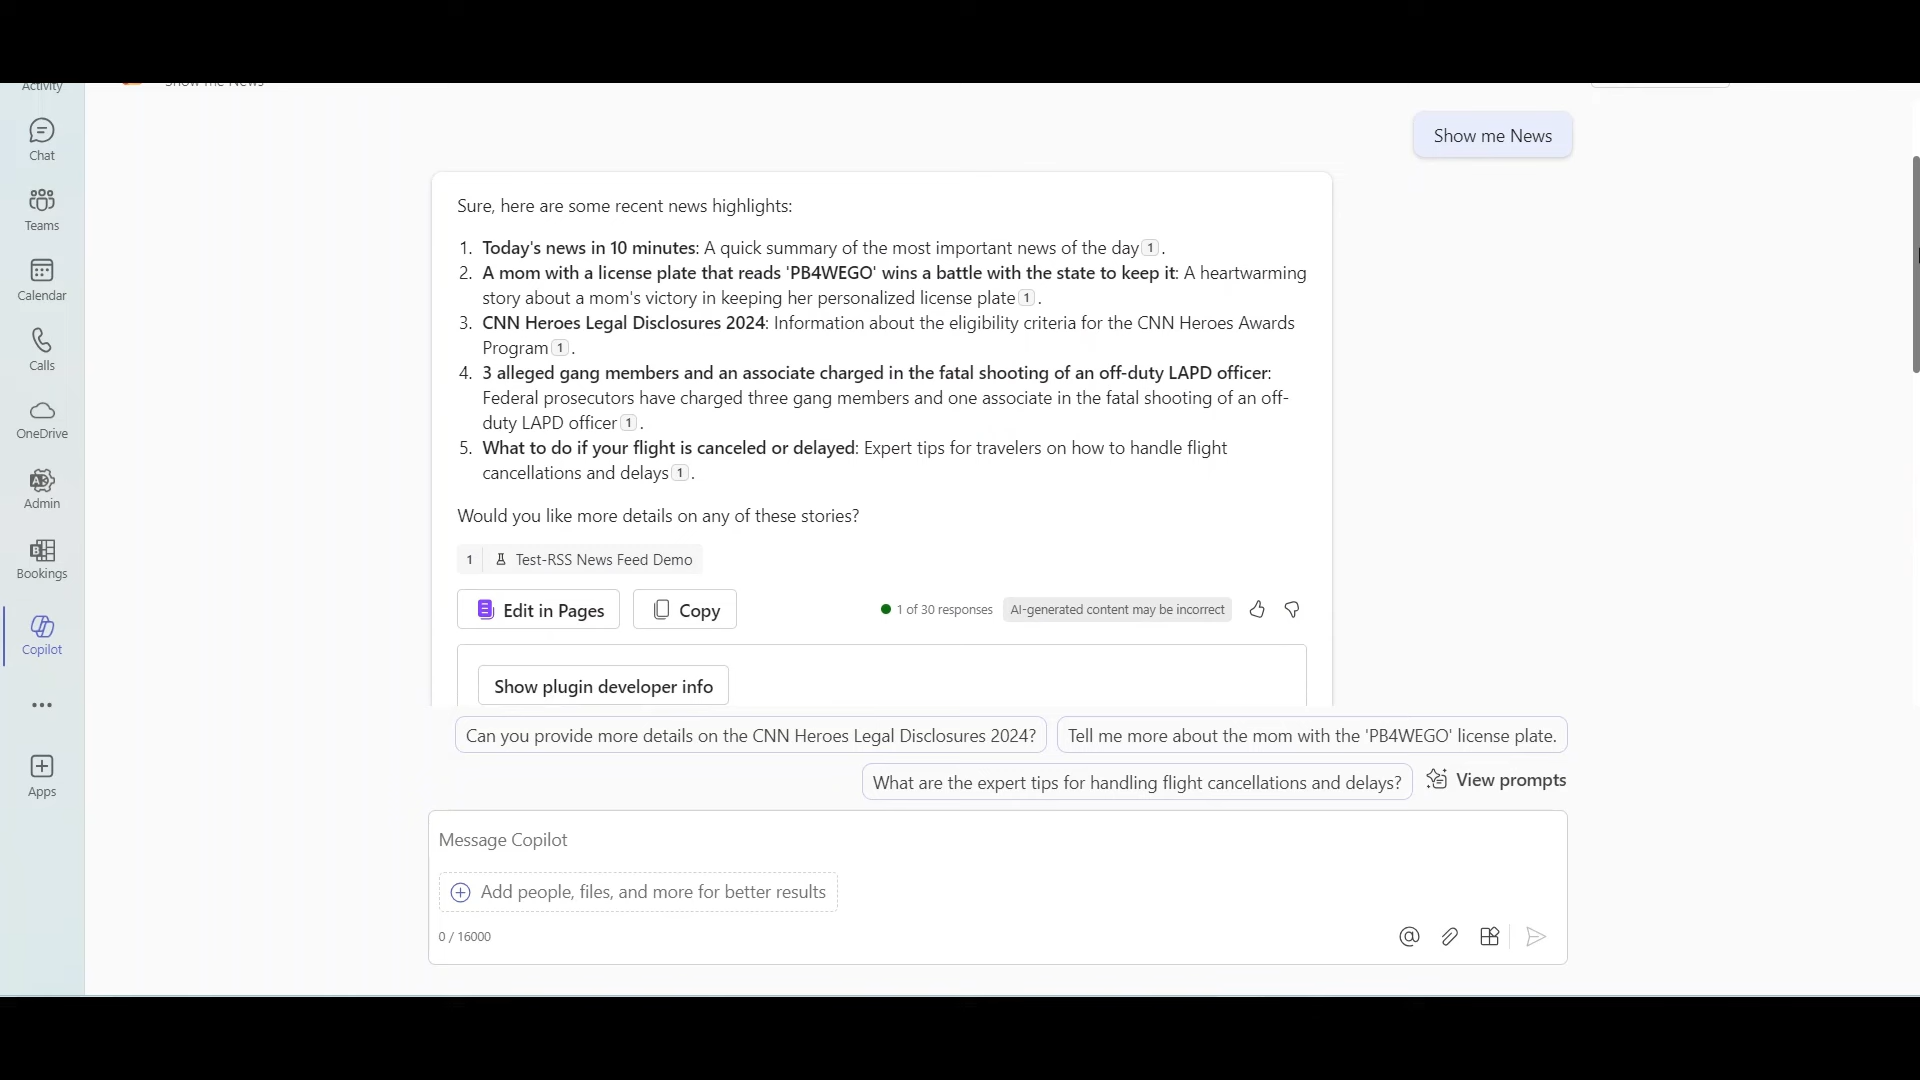 Activity
Show me News
Chat
Teams
Calendar
Calls
OneDrive
Admin
Bookings
Copilot
Apps
Show me News
Sure, here are some recent news highlights:
1. Today's news in 10 minutes: A quick summary of the most important news of the day 1 .
2. A mom with a license plate that reads 'PB4WEGO' wins a battle with the state to keep it: A heartwarming
story about a mom's victory in keeping her personalized license plate 1 .
3. CNN Heroes Legal Disclosures 2024: Information about the eligibility criteria for the CNN Heroes Awards
Program 1 .
4. 3 alleged gang members and an associate charged in the fatal shooting of an off-duty LAPD officer:
Federal prosecutors have charged three gang members and one associate in the fatal shooting of an off-
duty LAPD officer 1 .
5. What to do if your flight is canceled or delayed: Expert tips for travelers on how to handle flight
cancellations and delays 1 .
Would you like more details on any of these stories?
1 Test-RSS News Feed Demo
Edit in Pages Copy 1 of 30 responses AI-generated content may be incorrect
Show plugin developer info
Can you provide more details on the CNN Heroes Legal Disclosures 2024? Tell me more about the mom with the 'PB4WEGO' license plate.
What are the expert tips for handling flight cancellations and delays? View prompts
Message Copilot
Add people, files, and more for better results
0 / 16000